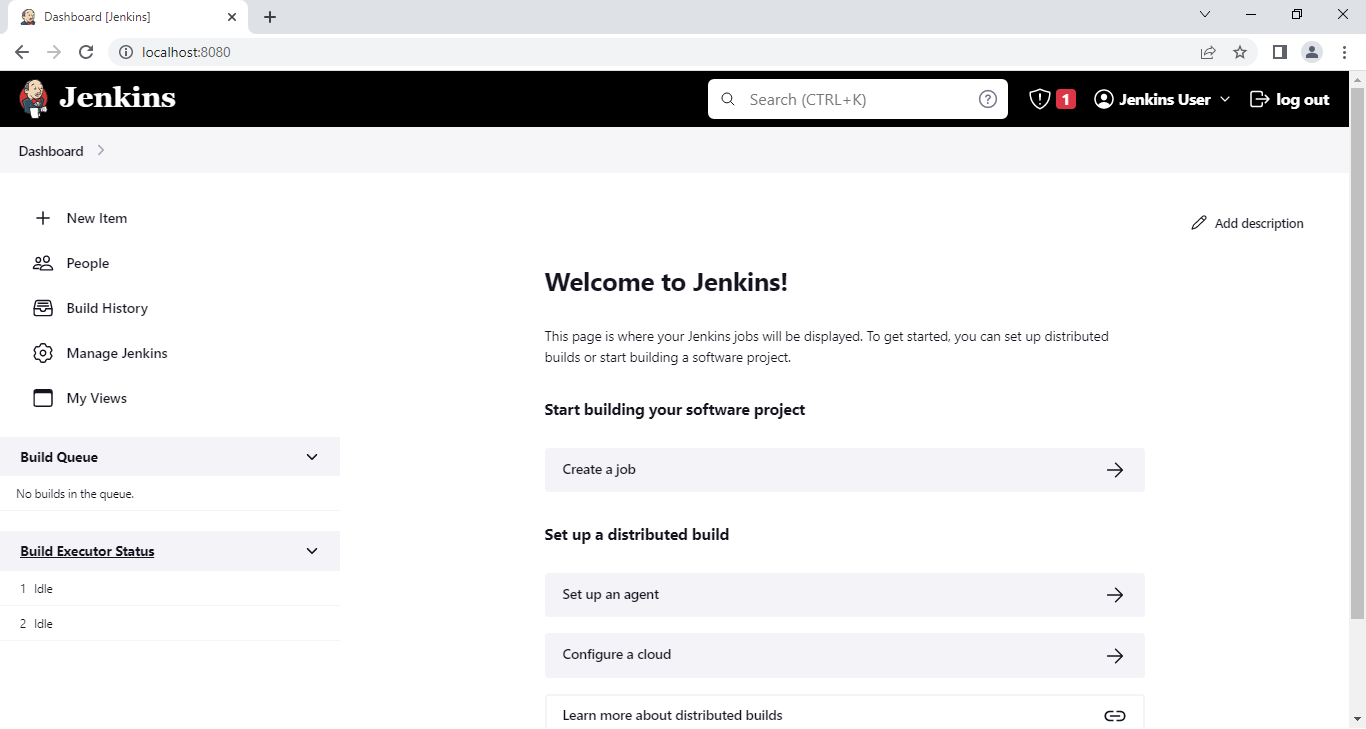 Dashboard [Jenkins]
localhost:8080
Jenkins
Search (CTRL+K)
1
Jenkins User
log out
Dashboard
New Item
People
Build History
Manage Jenkins
My Views
Build Queue
No builds in the queue.
Build Executor Status
1 Idle
2 Idle
Add description
Welcome to Jenkins!
This page is where your Jenkins jobs will be displayed. To get started, you can set up distributed
builds or start building a software project.
Start building your software project
Create a job
Set up a distributed build
Set up an agent
Configure a cloud
Learn more about distributed builds